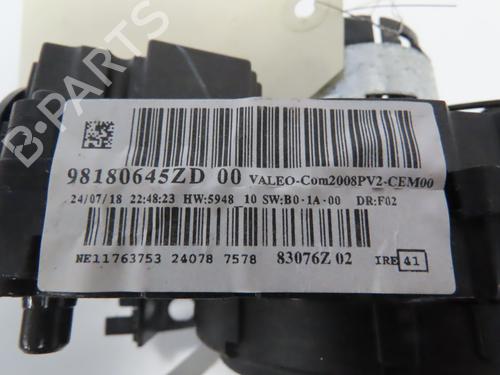 98180645ZD 00 VALEO-Com2008PV2-CEM00
24/07/18 22:48:23 HW:5948 10 SW:B0·1A·00 DR:F02
NE11763753 24078 7578 83076Z 02 IRE 41
B-PARTS